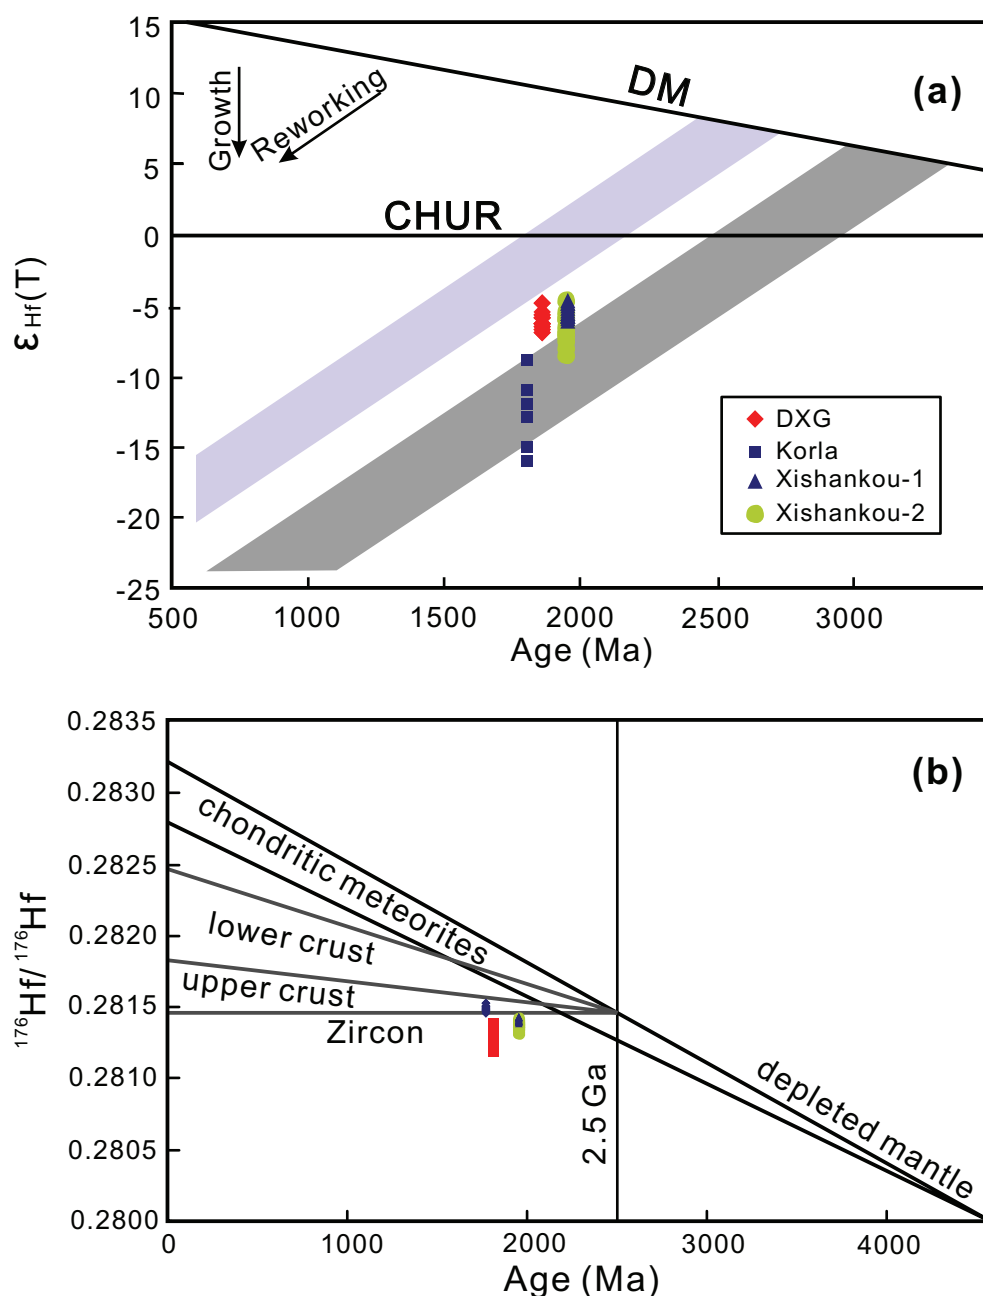 (a)
15
10
5
0
-5
-10
-15
-20
-25
εHf(T)
Growth
Reworking
DM
CHUR
DXG
Korla
Xishankou-1
Xishankou-2
500
1000
1500
2000
2500
3000
Age (Ma)
(b)
0.2835
0.2830
0.2825
0.2820
0.2815
0.2810
0.2805
0.2800
¹⁷⁶Hf/ ¹⁷⁶Hf
chondritic meteorites
lower crust
upper crust
Zircon
2.5 Ga
depleted mantle
0
1000
2000
3000
4000
Age (Ma)